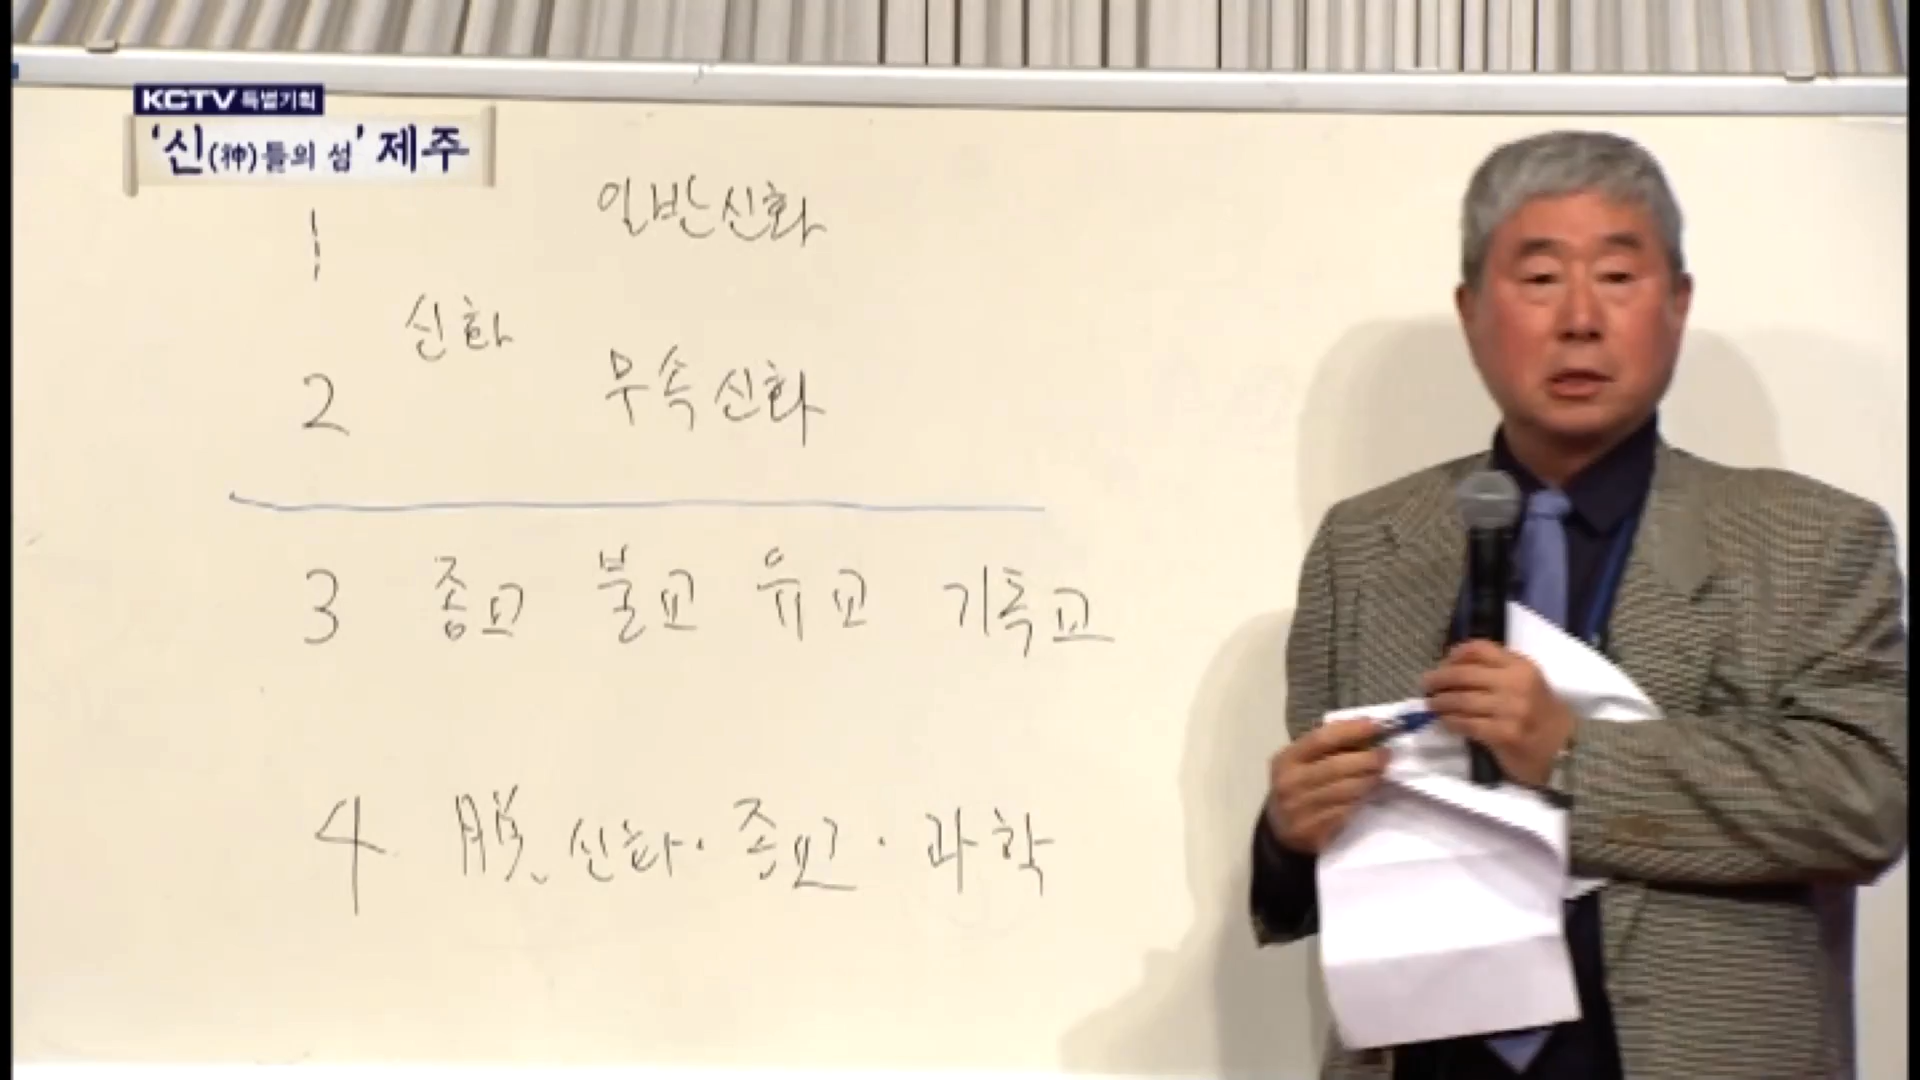 KCTV 특별기획
‘신(神)들의 섬’ 제주
1 일반신화
신화
2 무속신화
3 종교 불교 유교 기독교
4 脫 신화·종교·과학